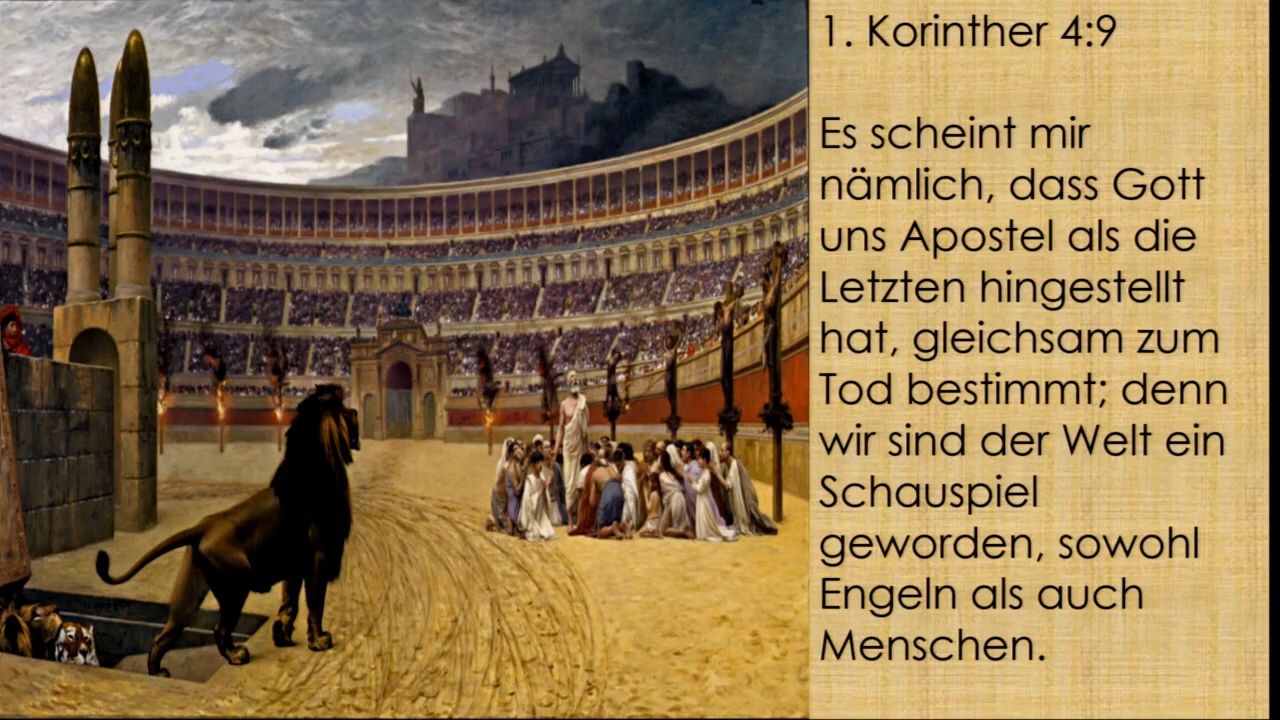 1. Korinther 4:9
Es scheint mir
nämlich, dass Gott
uns Apostel als die
Letzten hingestellt
hat, gleichsam zum
Tod bestimmt; denn
wir sind der Welt ein
Schauspiel
geworden, sowohl
Engeln als auch
Menschen.